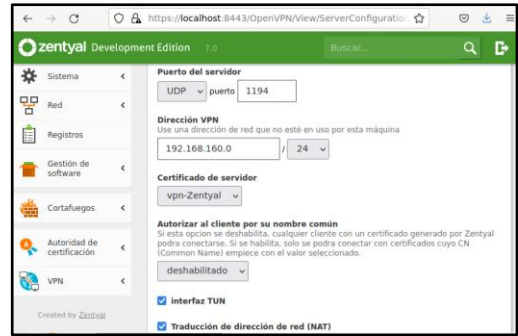 https://localhost:8443/OpenVPN/View/ServerConfiguratio
zentyal Development Edition 7.0
Buscar...
Sistema
Red
Registros
Gestión de
software
Cortafuegos
Autoridad de
certificación
VPN
Created by Zentyal
Puerto del servidor
UDP puerto 1194
Dirección VPN
Use una dirección de red que no esté en uso por esta máquina
192.168.160.0 / 24
Certificado de servidor
vpn-Zentyal
Autorizar al cliente por su nombre común
Si esta opcion se deshabilita, cualquier cliente con un certificado generado por Zentyal
podra conectarse. Si se habilita, solo se podra conectar con certificados cuyo CN
(Common Name) empiece con el valor seleccionado.
deshabilitado
interfaz TUN
Traducción de dirección de red (NAT)